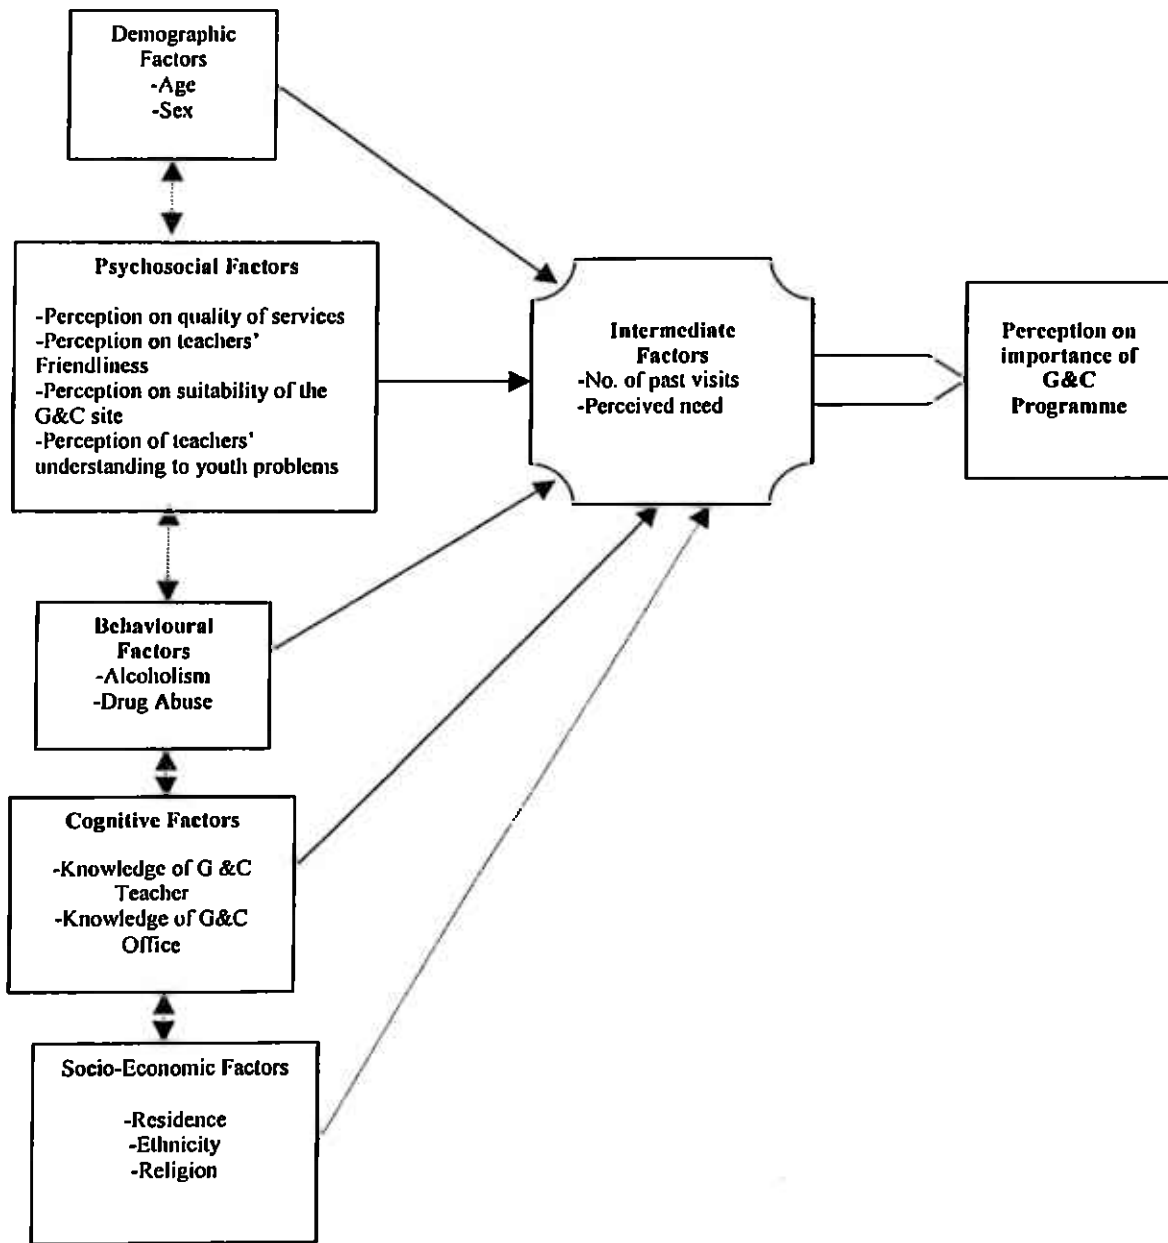 Demographic
Factors
-Age
-Sex
Psychosocial Factors
-Perception on quality of services
-Perception on teachers'
Friendliness
-Perception on suitability of the
G&C site
-Perception of teachers'
understanding to youth problems
Behavioural
Factors
-Alcoholism
-Drug Abuse
Cognitive Factors
-Knowledge of G &C
Teacher
-Knowledge of G&C
Office
Socio-Economic Factors
-Residence
-Ethnicity
-Religion
Intermediate
Factors
-No. of past visits
-Perceived need
Perception on
importance of
G&C
Programme